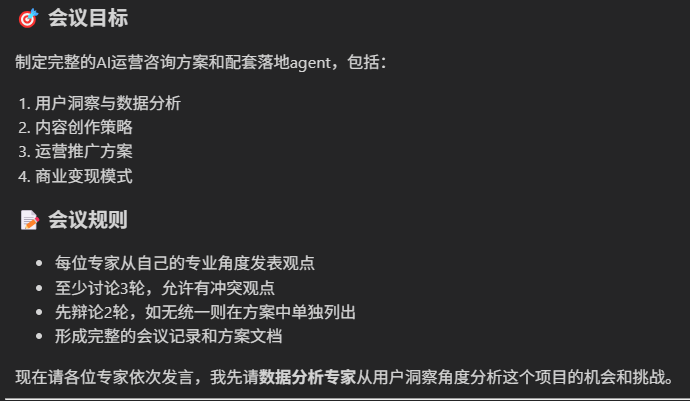 🎯 会议目标
制定完整的AI运营咨询方案和配套落地agent，包括：
1. 用户洞察与数据分析
2. 内容创作策略
3. 运营推广方案
4. 商业变现模式
📝 会议规则
• 每位专家从自己的专业角度发表观点
• 至少讨论3轮，允许有冲突观点
• 先辩论2轮，如无统一则在方案中单独列出
• 形成完整的会议记录和方案文档
现在请各位专家依次发言，我先请数据分析专家从用户洞察角度分析这个项目的机会和挑战。